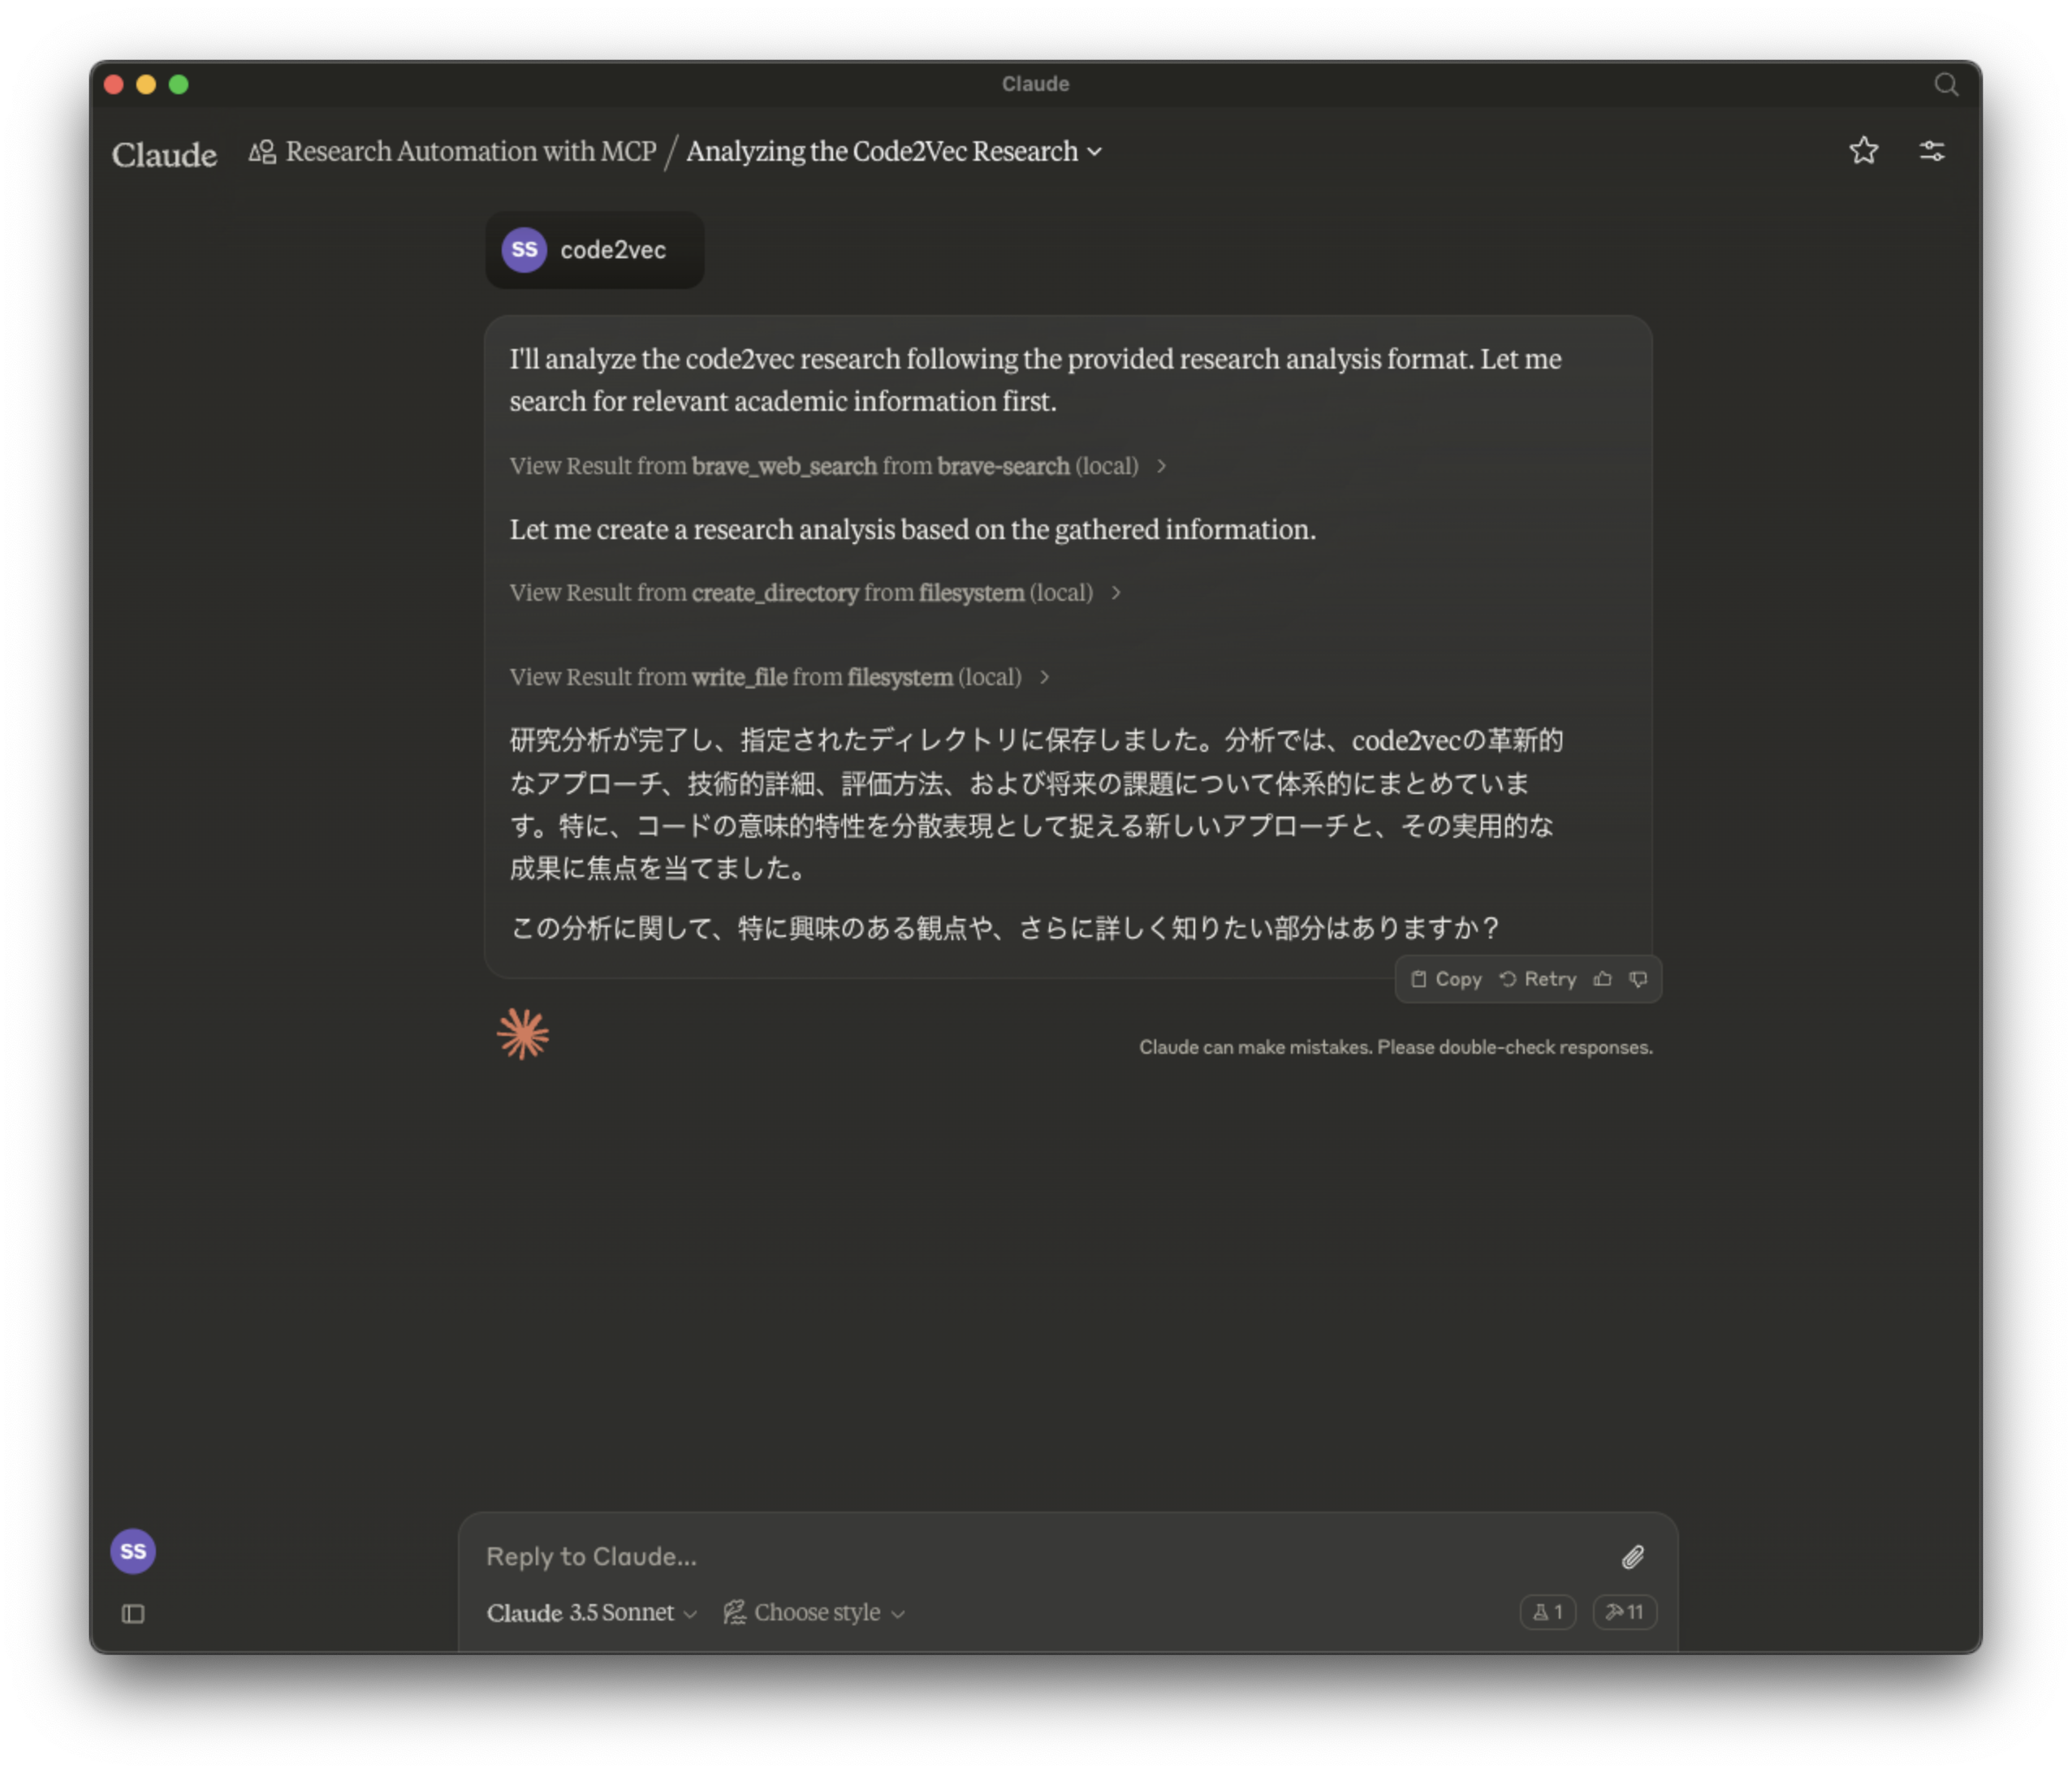 Claude
Claude Research Automation with MCP / Analyzing the Code2Vec Research
SS code2vec
I'll analyze the code2vec research following the provided research analysis format. Let me
search for relevant academic information first.
View Result from brave_web_search from brave-search (local)
Let me create a research analysis based on the gathered information.
View Result from create_directory from filesystem (local)
View Result from write_file from filesystem (local)
研究分析が完了し、指定されたディレクトリに保存しました。分析では、code2vecの革新的
なアプローチ、技術的詳細、評価方法、および将来の課題について体系的にまとめていま
す。特に、コードの意味的特性を分散表現として捉える新しいアプローチと、その実用的な
成果に焦点を当てました。
この分析に関して、特に興味のある観点や、さらに詳しく知りたい部分はありますか？
Copy Retry
Claude can make mistakes. Please double-check responses.
SS
Reply to Claude...
Claude 3.5 Sonnet Choose style 1 11